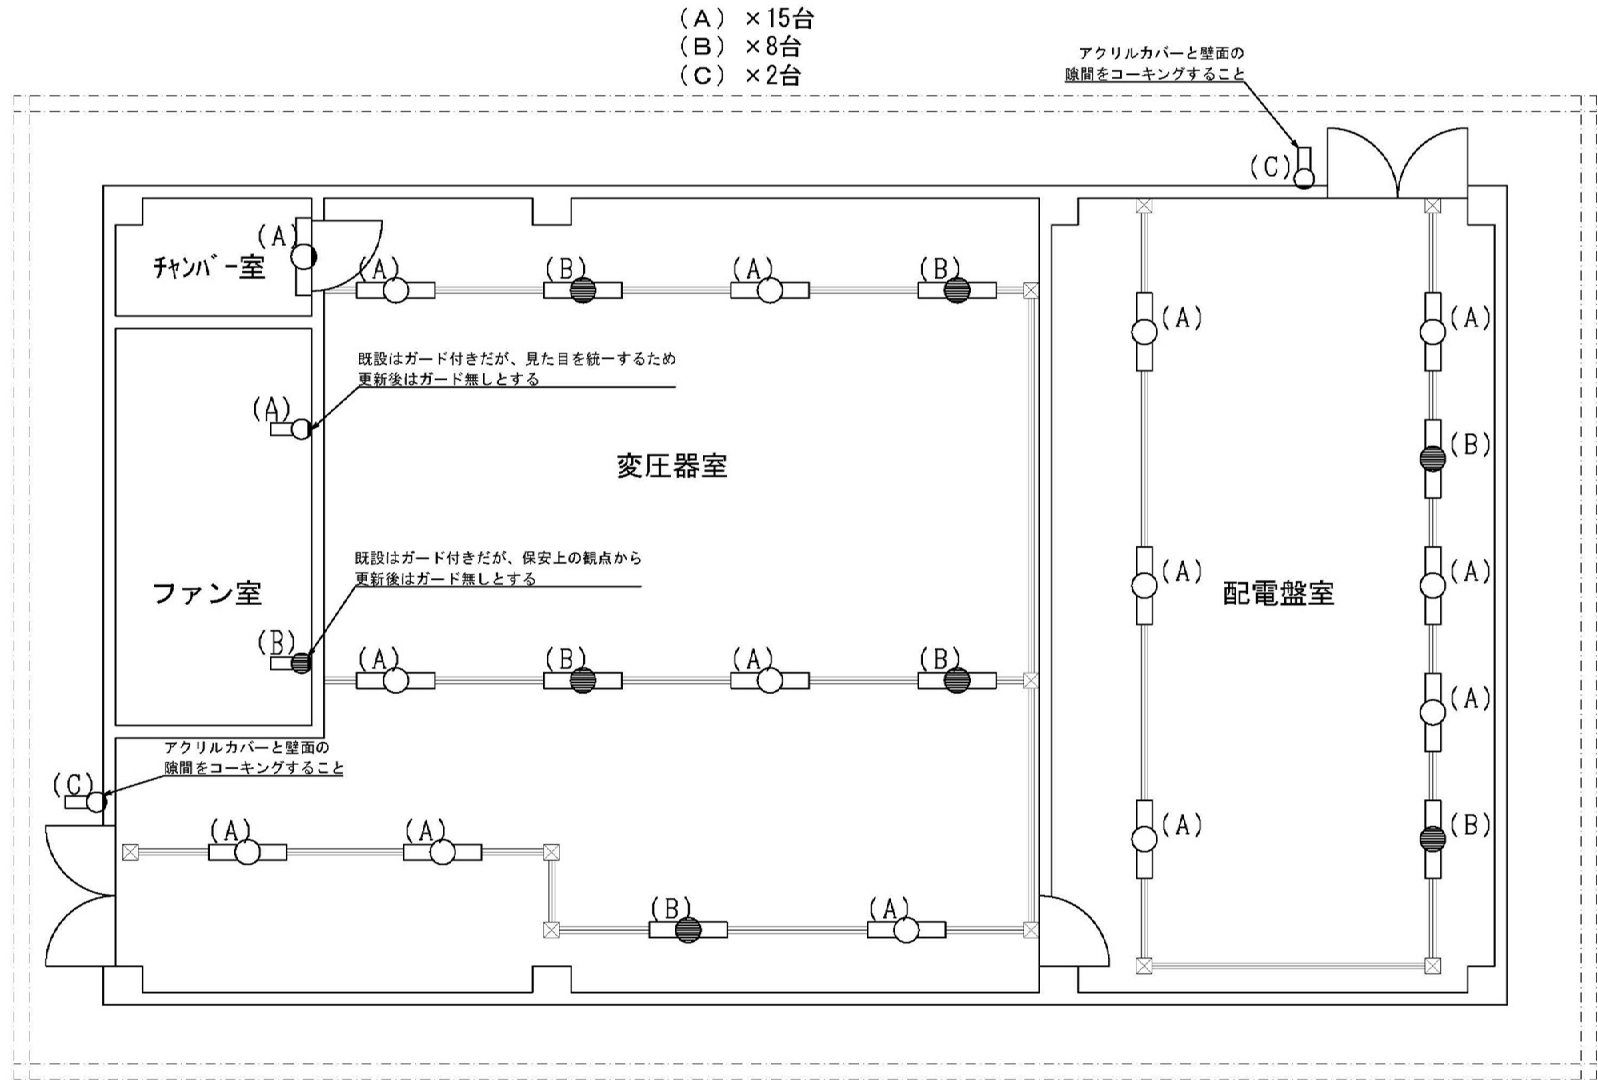 (A) ×15台
(B) ×8台
(C) ×2台
アクリルカバーと壁面の
隙間をコーキングすること
(C)
(A)
チャンバー室
(A)
(B)
(A)
(B)
(A)
(A)
既設はガード付きだが、見た目を統一するため
更新後はガード無しとする
(A)
(B)
変圧器室
既設はガード付きだが、保安上の観点から
更新後はガード無しとする
ファン室
(A)
(A)
配電盤室
(B)
(A)
(B)
(A)
(B)
(A)
アクリルカバーと壁面の
隙間をコーキングすること
(C)
(A)
(A)
(A)
(B)
(B)
(A)